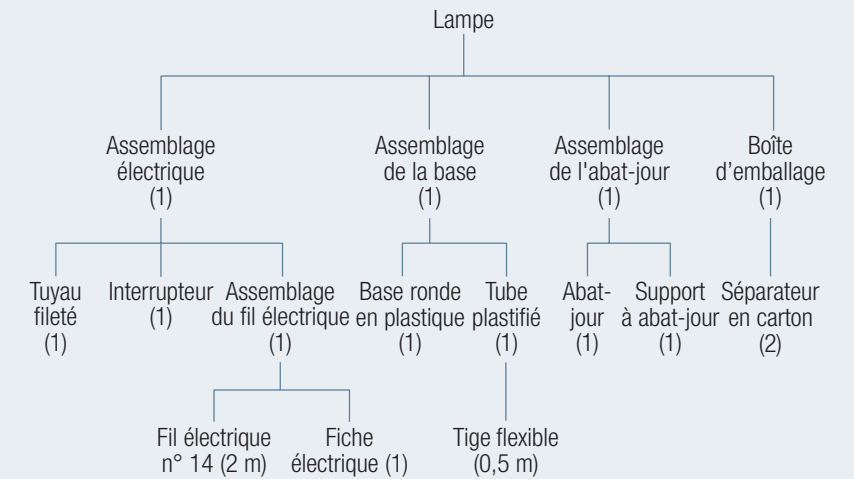 Lampe
Assemblage
électrique
(1)
Assemblage
de la base
(1)
Assemblage
de l'abat-jour
(1)
Boîte
d'emballage
(1)
Tuyau
fileté
(1)
Interrupteur
(1)
Assemblage
du fil électrique
(1)
Base ronde
en plastique
(1)
Tube
plastifié
(1)
Abat-
jour
(1)
Support
à abat-jour
(1)
Séparateur
en carton
(2)
Fil électrique
n° 14 (2 m)
Fiche
électrique (1)
Tige flexible
(0,5 m)